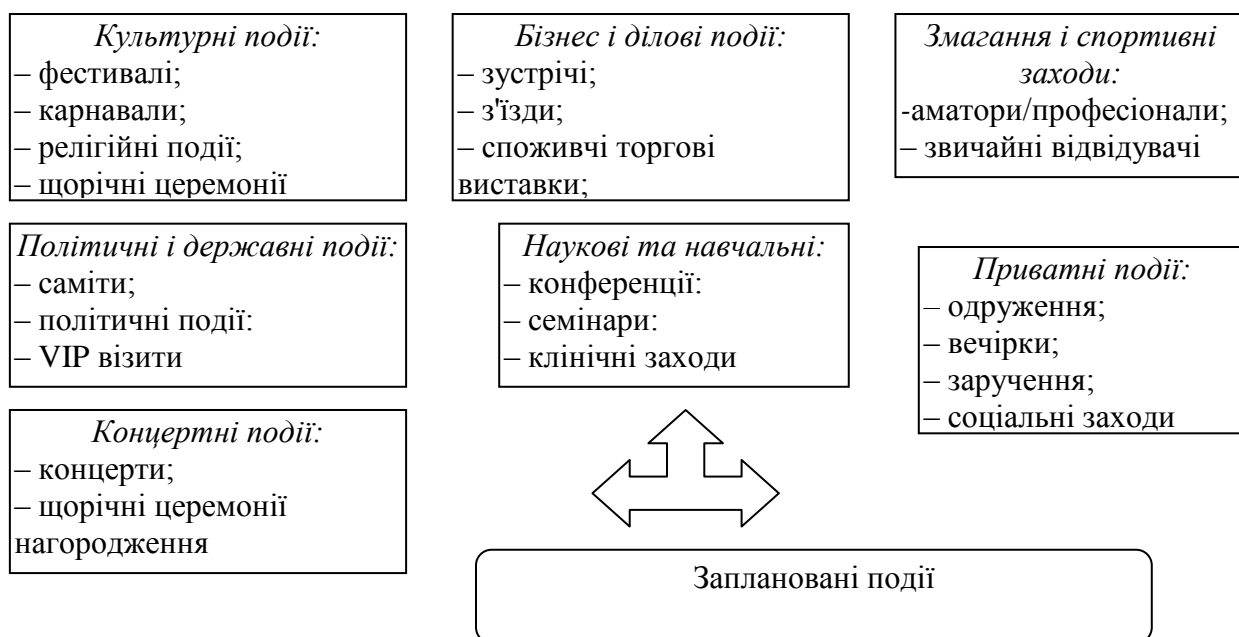 Культурні події:
– фестивалі;
– карнавали;
– релігійні події;
– щорічні церемонії
Бізнес і ділові події:
– зустрічі;
– з'їзди;
– споживчі торгові
виставки;
Змагання і спортивні
заходи:
-аматори/професіонали;
– звичайні відвідувачі
Політичні і державні події:
– саміти;
– політичні події:
– VIP візити
Наукові та навчальні:
– конференції:
– семінари:
– клінічні заходи
Приватні події:
– одруження;
– вечірки;
– заручення;
– соціальні заходи
Концертні події:
– концерти;
– щорічні церемонії
нагородження
Заплановані події